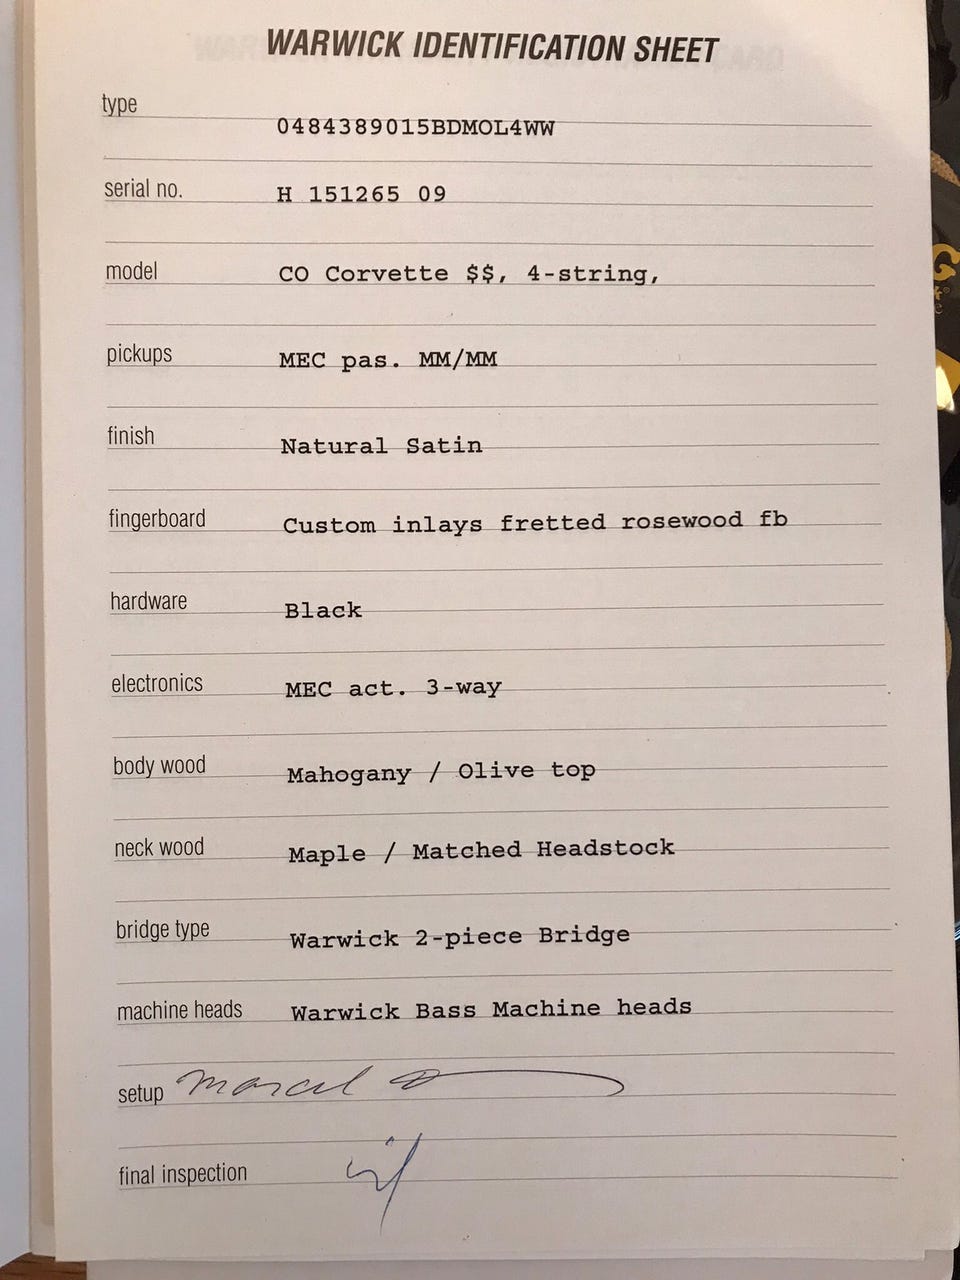 WARWICK IDENTIFICATION SHEET
type 0484389015BDMOL4WW
serial no. H 151265 09
model CO Corvette $$, 4-string,
pickups MEC pas. MM/MM
finish Natural Satin
fingerboard Custom inlays fretted rosewood fb
hardware Black
electronics MEC act. 3-way
body wood Mahogany / Olive top
neck wood Maple / Matched Headstock
bridge type Warwick 2-piece Bridge
machine heads Warwick Bass Machine heads
setup Marcel
final inspection